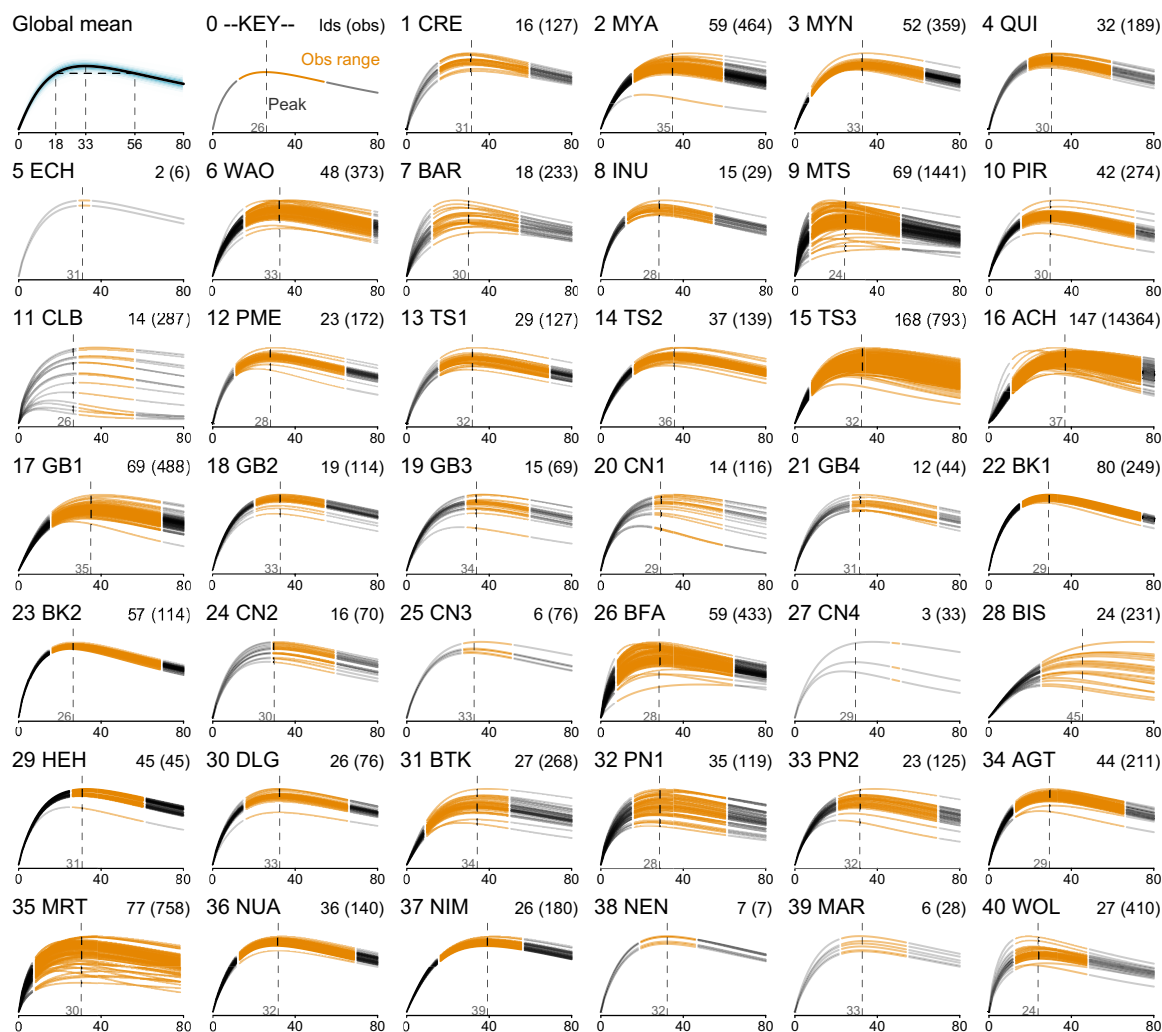 Global mean 0 --KEY-- Ids (obs) 1 CRE 16 (127) 2 MYA 59 (464) 3 MYN 52 (359) 4 QUI 32 (189)
Obs range
Peak
26 31 35 33 30
0 18 33 56 80 0 40 80 0 40 80 0 40 80 0 40 80 0 40 80
5 ECH 2 (6) 6 WAO 48 (373) 7 BAR 18 (233) 8 INU 15 (29) 9 MTS 69 (1441) 10 PIR 42 (274)
31 33 30 28 24 30
0 40 80 0 40 80 0 40 80 0 40 80 0 40 80 0 40 80
11 CLB 14 (287) 12 PME 23 (172) 13 TS1 29 (127) 14 TS2 37 (139) 15 TS3 168 (793) 16 ACH 147 (14364)
26 28 32 36 32 37
0 40 80 0 40 80 0 40 80 0 40 80 0 40 80 0 40 80
17 GB1 69 (488) 18 GB2 19 (114) 19 GB3 15 (69) 20 CN1 14 (116) 21 GB4 12 (44) 22 BK1 80 (249)
35 33 34 29 31 29
0 40 80 0 40 80 0 40 80 0 40 80 0 40 80 0 40 80
23 BK2 57 (114) 24 CN2 16 (70) 25 CN3 6 (76) 26 BFA 59 (433) 27 CN4 3 (33) 28 BIS 24 (231)
26 30 33 28 29 45
0 40 80 0 40 80 0 40 80 0 40 80 0 40 80 0 40 80
29 HEH 45 (45) 30 DLG 26 (76) 31 BTK 27 (268) 32 PN1 35 (119) 33 PN2 23 (125) 34 AGT 44 (211)
31 33 34 28 32 29
0 40 80 0 40 80 0 40 80 0 40 80 0 40 80 0 40 80
35 MRT 77 (758) 36 NUA 36 (140) 37 NIM 26 (180) 38 NEN 7 (7) 39 MAR 6 (28) 40 WOL 27 (410)
30 32 39 32 33 24
0 40 80 0 40 80 0 40 80 0 40 80 0 40 80 0 40 80